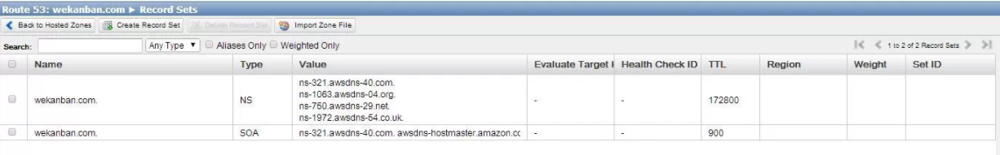 Route 53: wekanban.com ► Record Sets
Back to Hosted Zones Create Record Set Delete Record Set Import Zone File
Search: Any Type ▼ Aliases Only Weighted Only 1 to 2 of 2 Record Sets
Name Type Value Evaluate Target H Health Check ID TTL Region Weight Set ID
wekanban.com. NS ns-321.awsdns-40.com.
ns-1063.awsdns-04.org.
ns-750.awsdns-29.net.
ns-1972.awsdns-54.co.uk.
- - 172800
wekanban.com. SOA ns-321.awsdns-40.com. awsdns-hostmaster.amazon.cc - - 900